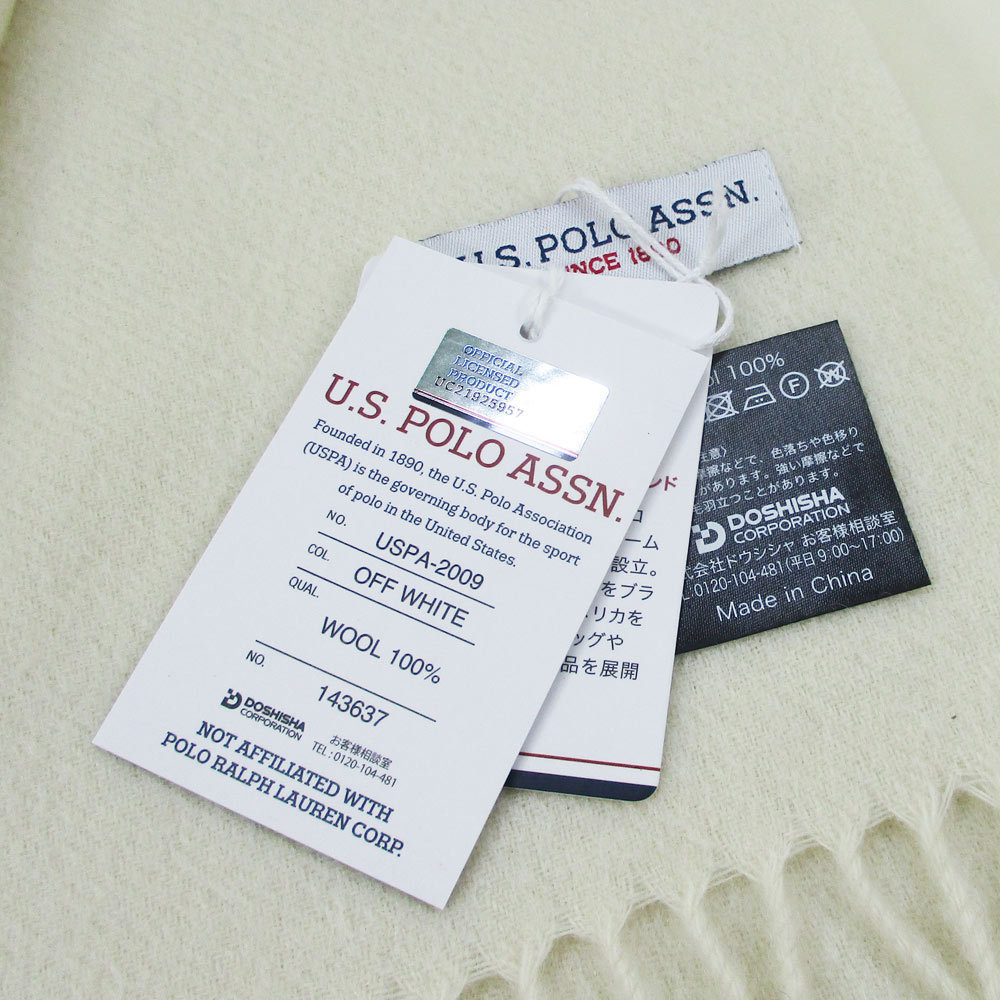 U.S. POLO ASSN.
SINCE 1890
OFFICIAL
LICENSED
PRODUCT
UC21925957
U.S. POLO ASSN.
Founded in 1890, the U.S. Polo Association
(USPA) is the governing body for the sport
of polo in the United States.
NO. USPA-2009
COL. OFF WHITE
QUAL.
WOOL 100%
NO. 143637
DOSHISHA
CORPORATION
お客様相談室
TEL:0120-104-481
NOT AFFILIATED WITH
POLO RALPH LAUREN CORP.
ンド
ーム
設立。
をブラ
リカを
ッグや
品を展開
100%
色落ちや色移り
摩擦などで
があります。強い摩擦などで
毛羽立つことがあります。
DOSHISHA
CORPORATION
式会社ドウシシャ お客様相談室
0120-104-481(平日9:00~17:00)
Made in China